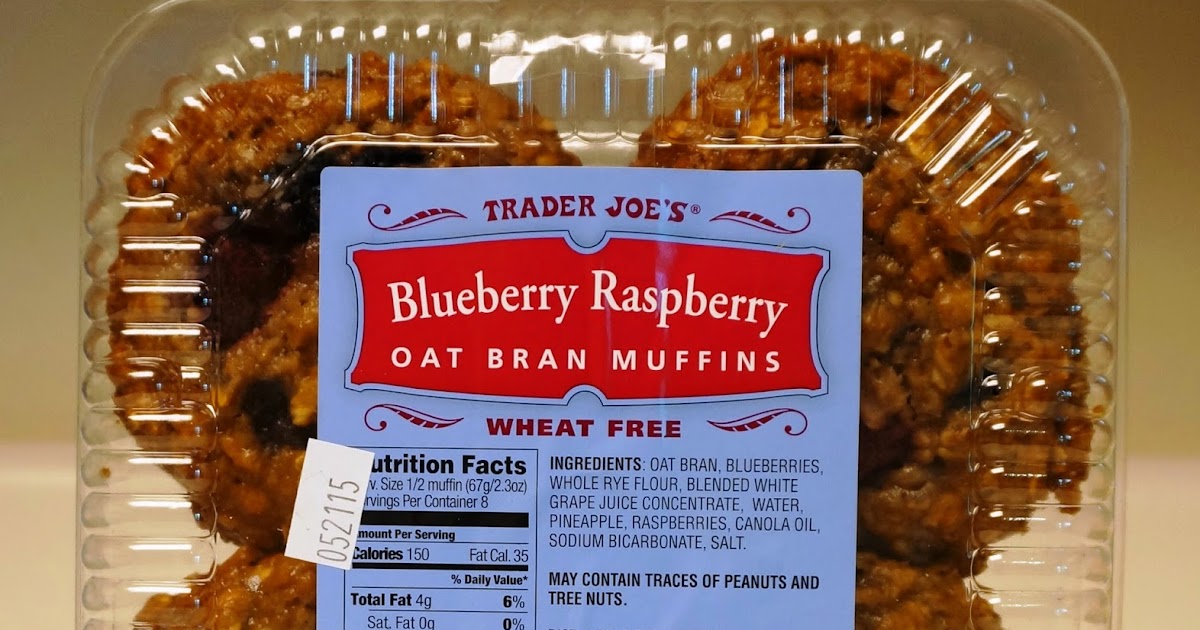 TRADER JOE'S®
Blueberry Raspberry
OAT BRAN MUFFINS
WHEAT FREE
utrition Facts
v. Size 1/2 muffin (67g/2.3oz)
rvings Per Container 8
mount Per Serving
Calories 150 Fat Cal. 35
% Daily Value*
Total Fat 4g 6%
Sat. Fat 0g 0%
052115
INGREDIENTS: OAT BRAN, BLUEBERRIES,
WHOLE RYE FLOUR, BLENDED WHITE
GRAPE JUICE CONCENTRATE, WATER,
PINEAPPLE, RASPBERRIES, CANOLA OIL,
SODIUM BICARBONATE, SALT.
MAY CONTAIN TRACES OF PEANUTS AND
TREE NUTS.